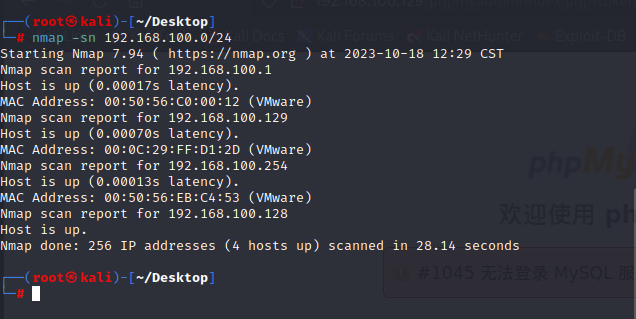 192.168.100.129/phpmyadmin
Kali Docs Kali Forums Kali NetHunter Exploit-DB
┌──(root㉿kali)-[~/Desktop]
└─# nmap -sn 192.168.100.0/24
Starting Nmap 7.94 ( https://nmap.org ) at 2023-10-18 12:29 CST
Nmap scan report for 192.168.100.1
Host is up (0.00017s latency).
MAC Address: 00:50:56:C0:00:12 (VMware)
Nmap scan report for 192.168.100.129
Host is up (0.00070s latency).
MAC Address: 00:0C:29:FF:D1:2D (VMware)
Nmap scan report for 192.168.100.254
Host is up (0.00013s latency).
MAC Address: 00:50:56:EB:C4:53 (VMware)
Nmap scan report for 192.168.100.128
Host is up.
Nmap done: 256 IP addresses (4 hosts up) scanned in 28.14 seconds
phpMy
欢迎使用 ph
#1045 无法登录 MySQL 服
┌──(root㉿kali)-[~/Desktop]
└─#